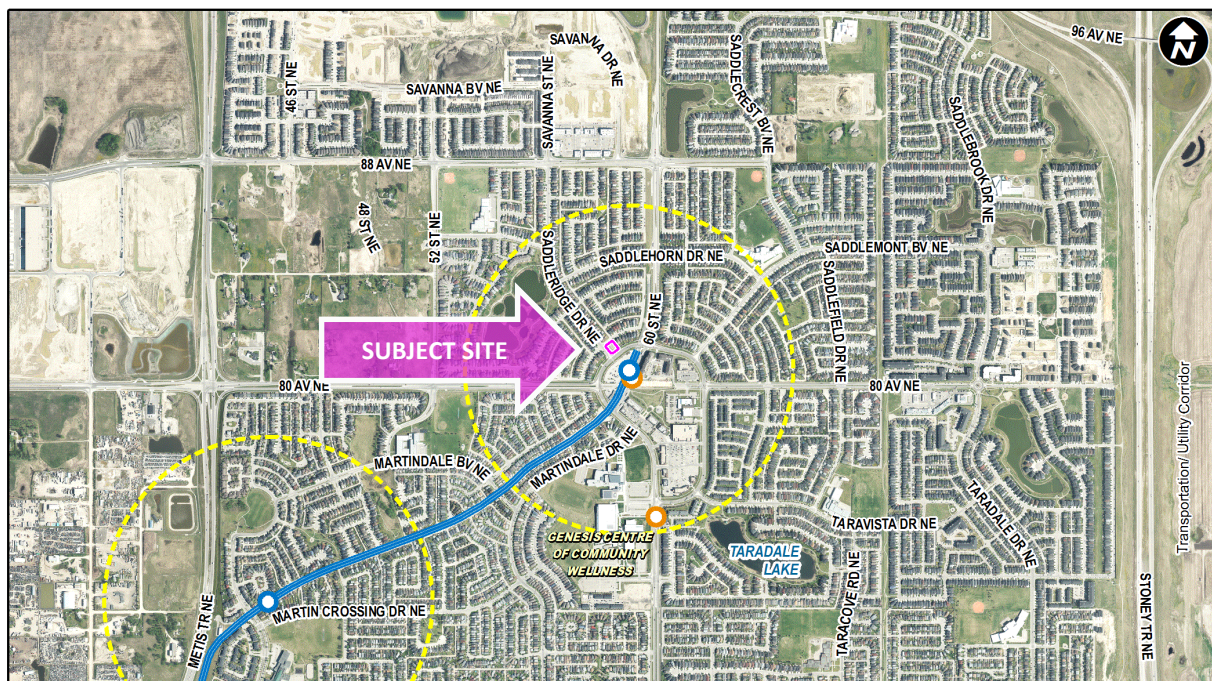 SAVANNA DR NE
96 AV NE
N
46 ST NE
SAVANNA BV NE
SAVANNA ST NE
SADDLECREST BV NE
SADDLEBROOK DR NE
88 AV NE
48 ST NE
52 ST NE
SADDLERIDGE DR NE
SADDLEHORN DR NE
SADDLEMONT BV NE
SADDLEFIELD DR NE
60 ST NE
SUBJECT SITE
80 AV NE
80 AV NE
MARTINDALE BV NE
MARTINDALE DR NE
TARADALE DR NE
Transportation/ Utility Corridor
GENESIS CENTRE
OF COMMUNITY
WELLNESS
TARAVISTA DR NE
TARADALE
LAKE
METIS TR NE
MARTIN CROSSING DR NE
TARACOVE RD NE
STONEY TR NE